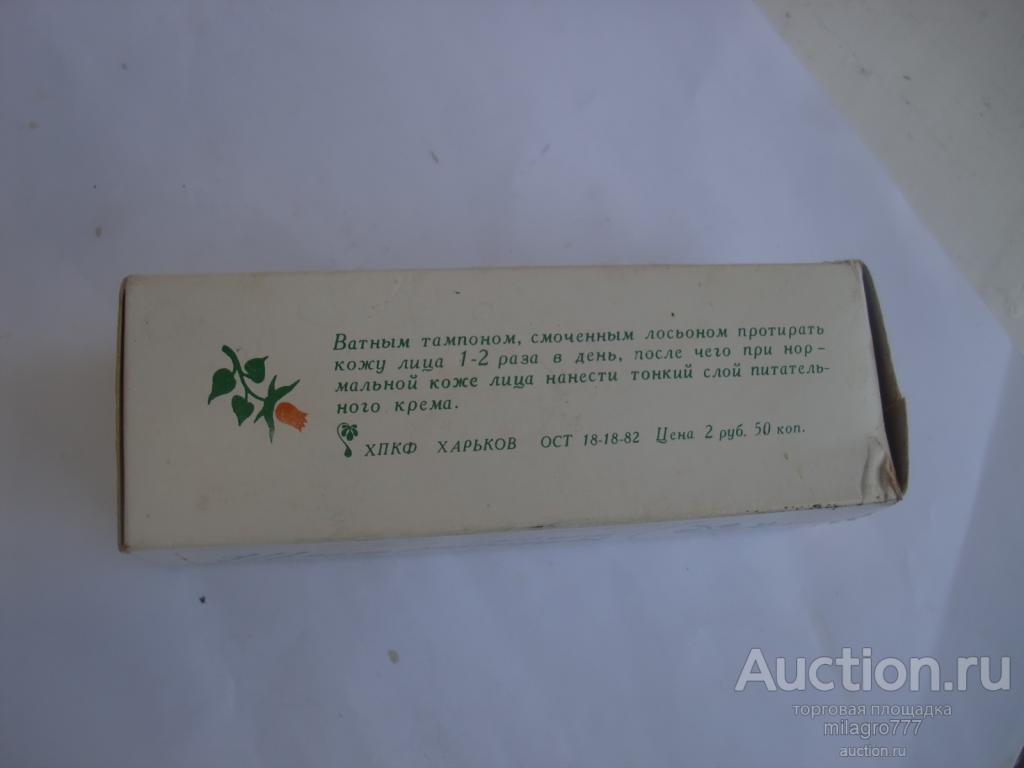 Ватным тампоном, смоченным лосьоном протирать
кожу лица 1-2 раза в день, после чего при нор-
мальной коже лица нанести тонкий слой питатель-
ного крема.
ХПКФ ХАРЬКОВ ОСТ 18-18-82 Цена 2 руб. 50 коп.
Auction.ru
торговая площадка
milagro777
auction.ru